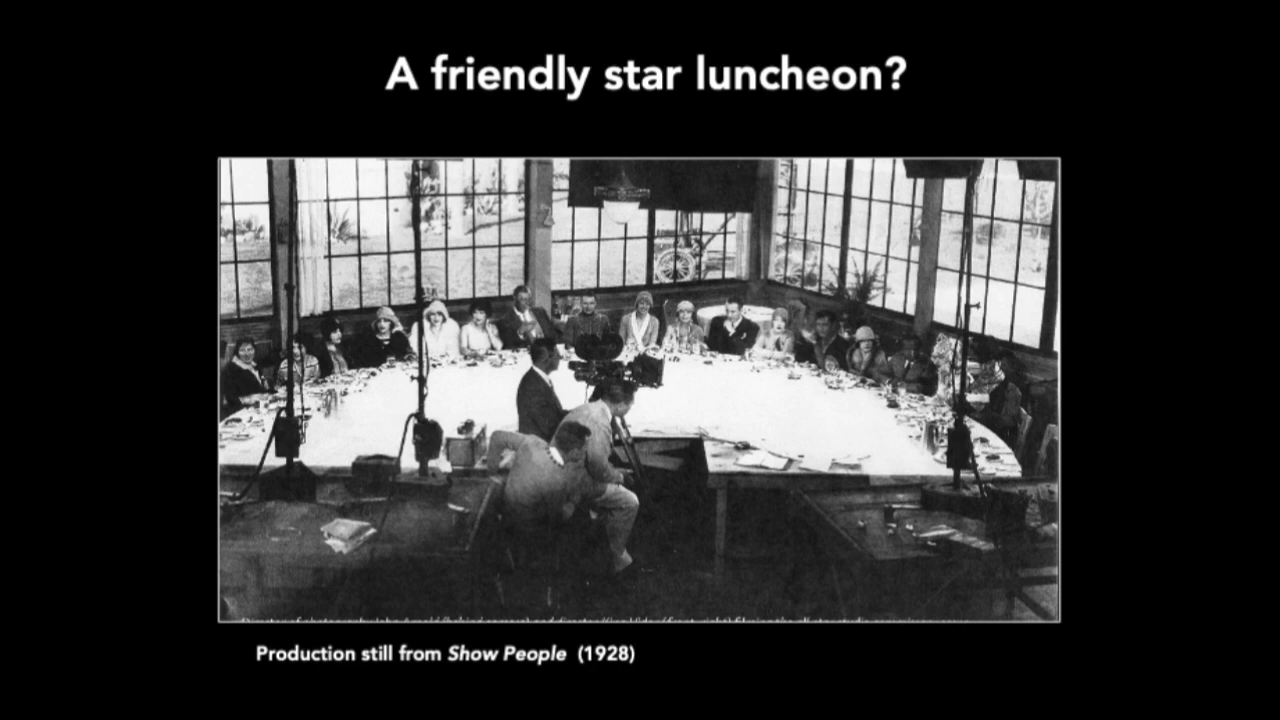 A friendly star luncheon?
Production still from Show People (1928)